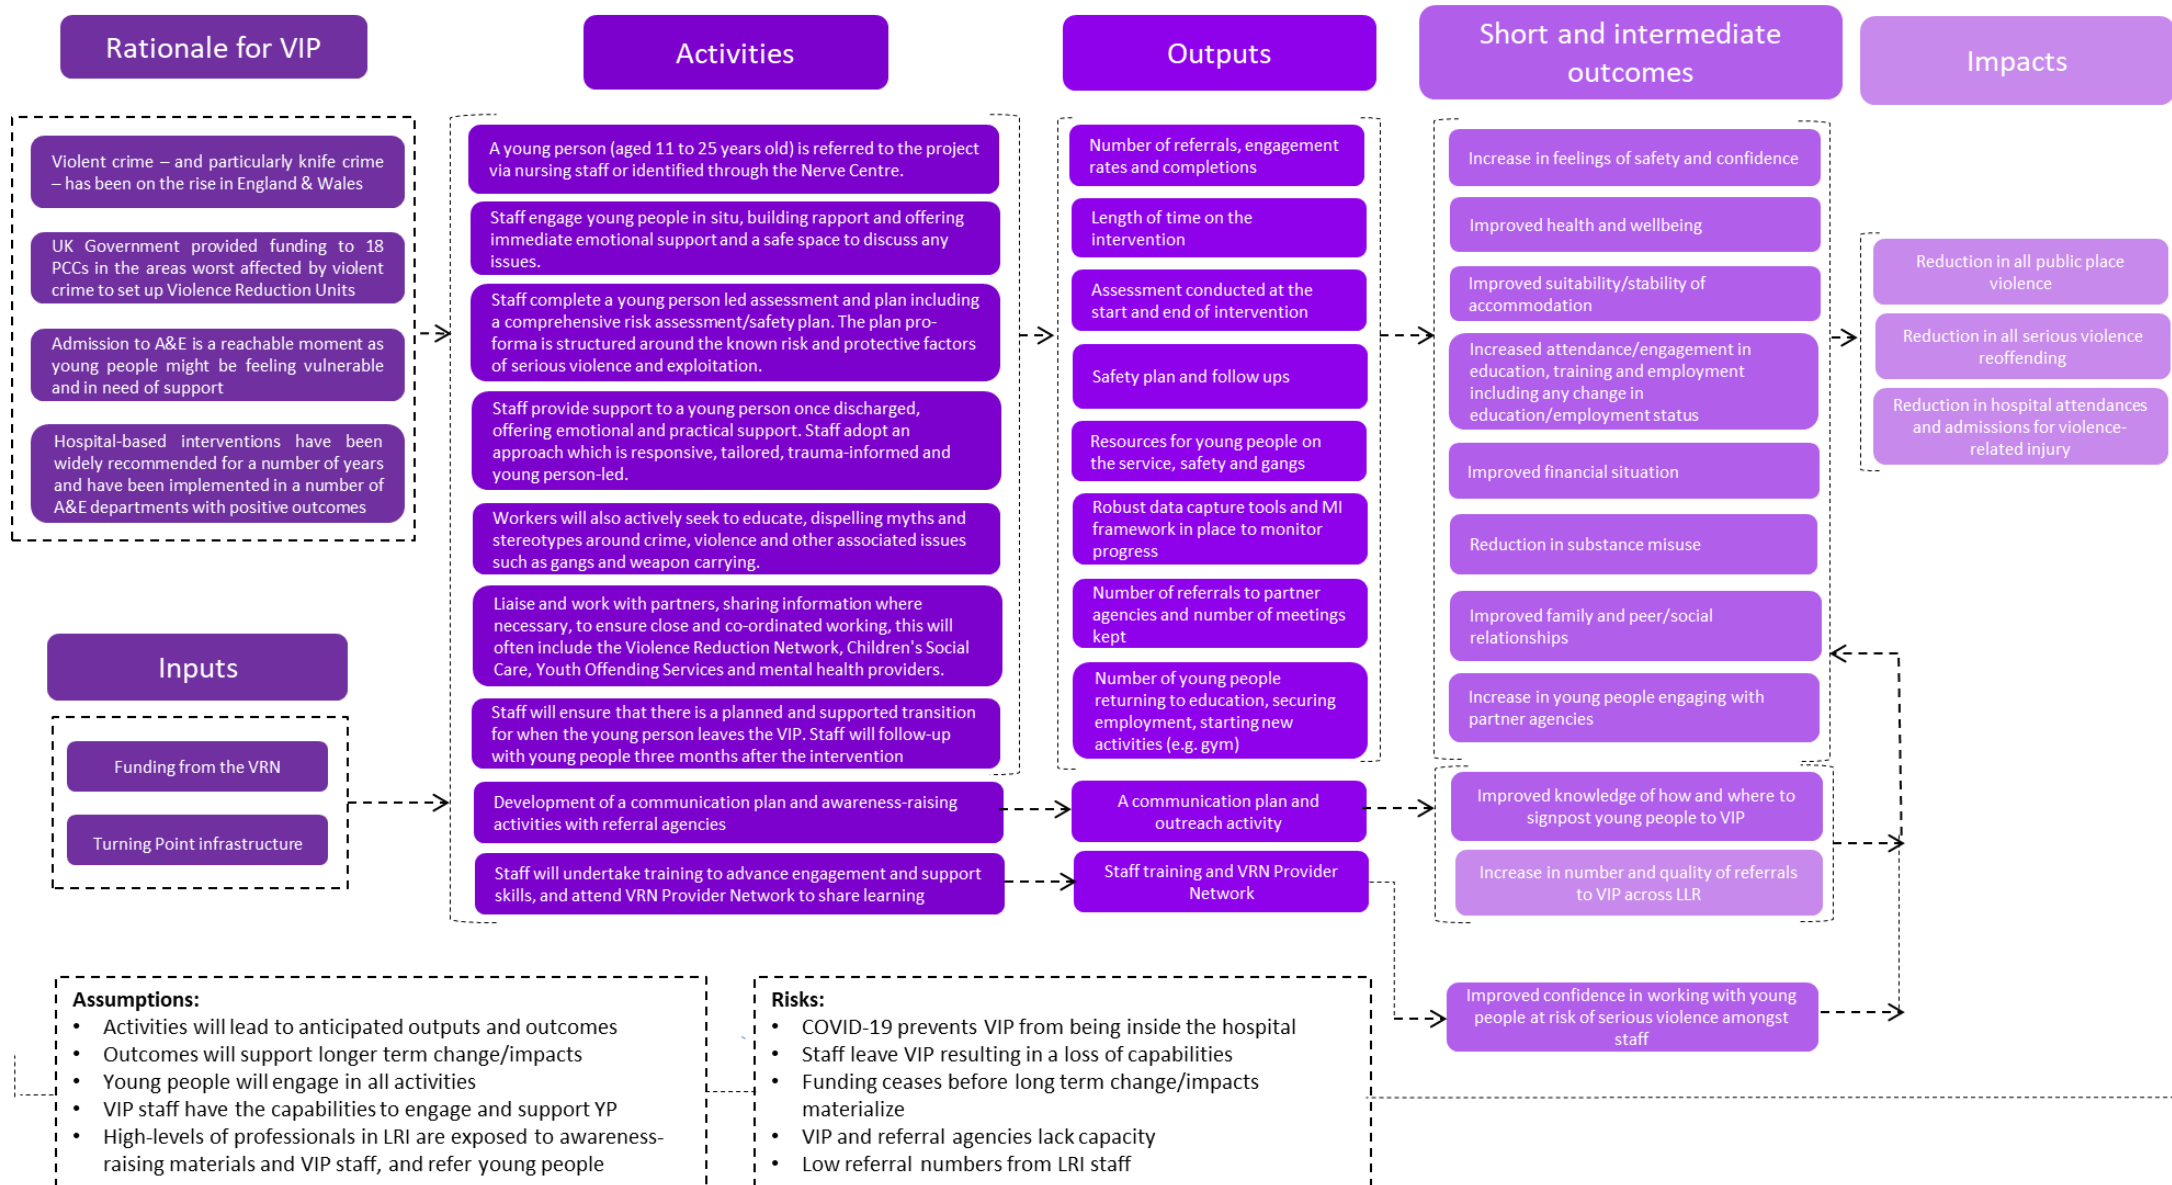 Rationale for VIP
Violent crime – and particularly knife crime
– has been on the rise in England & Wales
UK Government provided funding to 18
PCCs in the areas worst affected by violent
crime to set up Violence Reduction Units
Admission to A&E is a reachable moment as
young people might be feeling vulnerable
and in need of support
Hospital-based interventions have been
widely recommended for a number of years
and have been implemented in a number of
A&E departments with positive outcomes
Inputs
Funding from the VRN
Turning Point infrastructure
Activities
A young person (aged 11 to 25 years old) is referred to the project
via nursing staff or identified through the Nerve Centre.
Staff engage young people in situ, building rapport and offering
immediate emotional support and a safe space to discuss any
issues.
Staff complete a young person led assessment and plan including
a comprehensive risk assessment/safety plan. The plan pro-
forma is structured around the known risk and protective factors
of serious violence and exploitation.
Staff provide support to a young person once discharged,
offering emotional and practical support. Staff adopt an
approach which is responsive, tailored, trauma-informed and
young person-led.
Workers will also actively seek to educate, dispelling myths and
stereotypes around crime, violence and other associated issues
such as gangs and weapon carrying.
Liaise and work with partners, sharing information where
necessary, to ensure close and co-ordinated working, this will
often include the Violence Reduction Network, Children's Social
Care, Youth Offending Services and mental health providers.
Staff will ensure that there is a planned and supported transition
for when the young person leaves the VIP. Staff will follow-up
with young people three months after the intervention
Development of a communication plan and awareness-raising
activities with referral agencies
Staff will undertake training to advance engagement and support
skills, and attend VRN Provider Network to share learning
Outputs
Number of referrals, engagement
rates and completions
Length of time on the
intervention
Assessment conducted at the
start and end of intervention
Safety plan and follow ups
Resources for young people on
the service, safety and gangs
Robust data capture tools and MI
framework in place to monitor
progress
Number of referrals to partner
agencies and number of meetings
kept
Number of young people
returning to education, securing
employment, starting new
activities (e.g. gym)
A communication plan and
outreach activity
Staff training and VRN Provider
Network
Short and intermediate
outcomes
Increase in feelings of safety and confidence
Improved health and wellbeing
Improved suitability/stability of
accommodation
Increased attendance/engagement in
education, training and employment
including any change in
education/employment status
Improved financial situation
Reduction in substance misuse
Improved family and peer/social
relationships
Increase in young people engaging with
partner agencies
Improved knowledge of how and where to
signpost young people to VIP
Increase in number and quality of referrals
to VIP across LLR
Improved confidence in working with young
people at risk of serious violence amongst
staff
Impacts
Reduction in all public place
violence
Reduction in all serious violence
reoffending
Reduction in hospital attendances
and admissions for violence-
related injury
Assumptions:
• Activities will lead to anticipated outputs and outcomes
• Outcomes will support longer term change/impacts
• Young people will engage in all activities
• VIP staff have the capabilities to engage and support YP
• High-levels of professionals in LRI are exposed to awareness-
raising materials and VIP staff, and refer young people
Risks:
• COVID-19 prevents VIP from being inside the hospital
• Staff leave VIP resulting in a loss of capabilities
• Funding ceases before long term change/impacts
materialize
• VIP and referral agencies lack capacity
• Low referral numbers from LRI staff